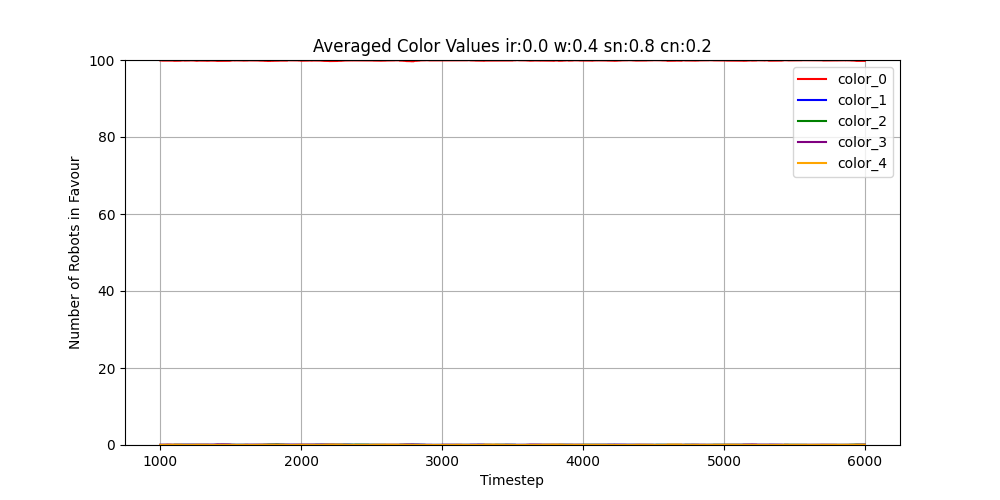 Averaged Color Values ir:0.0 w:0.4 sn:0.8 cn:0.2
Number of Robots in Favour
100
80
60
40
20
0
color_0
color_1
color_2
color_3
color_4
1000 2000 3000 4000 5000 6000
Timestep